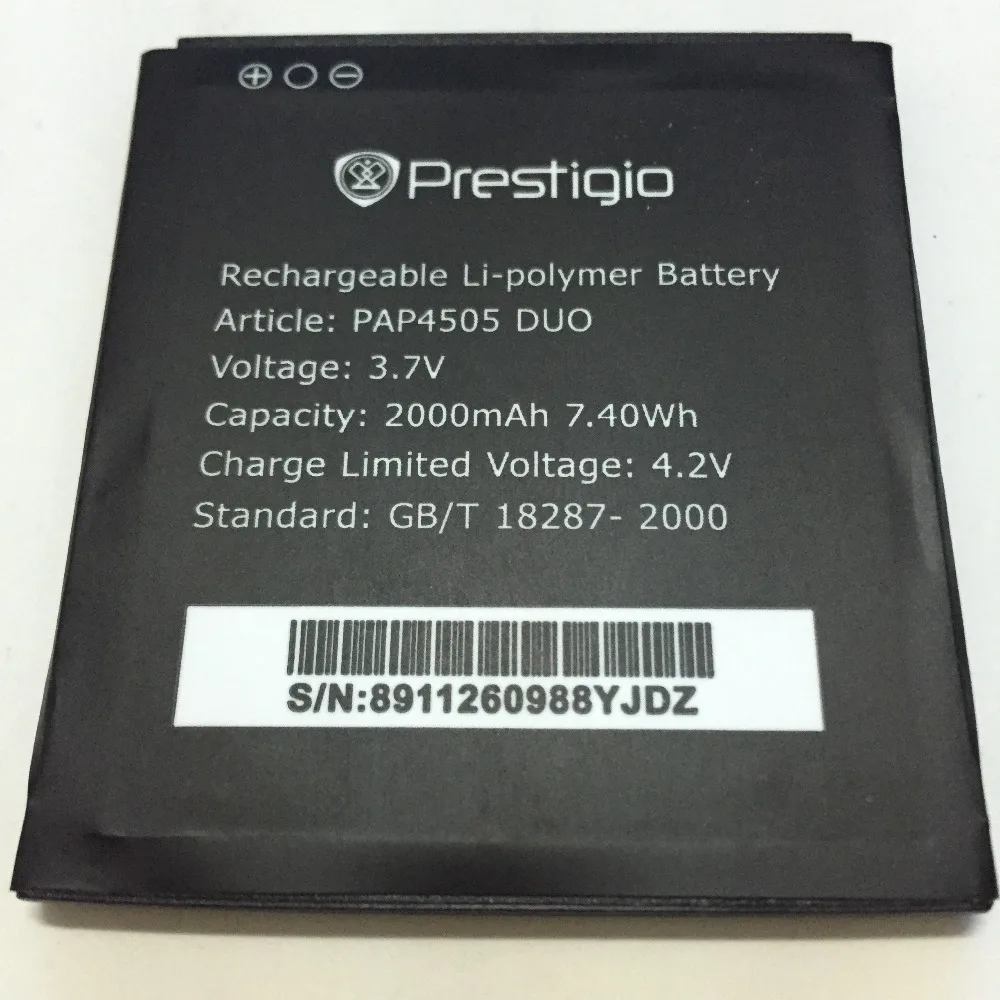 Prestigio
Rechargeable Li-polymer Battery
Article: PAP4505 DUO
Voltage: 3.7V
Capacity: 2000mAh 7.40Wh
Charge Limited Voltage: 4.2V
Standard: GB/T 18287- 2000
S/N:8911260988YJDZ